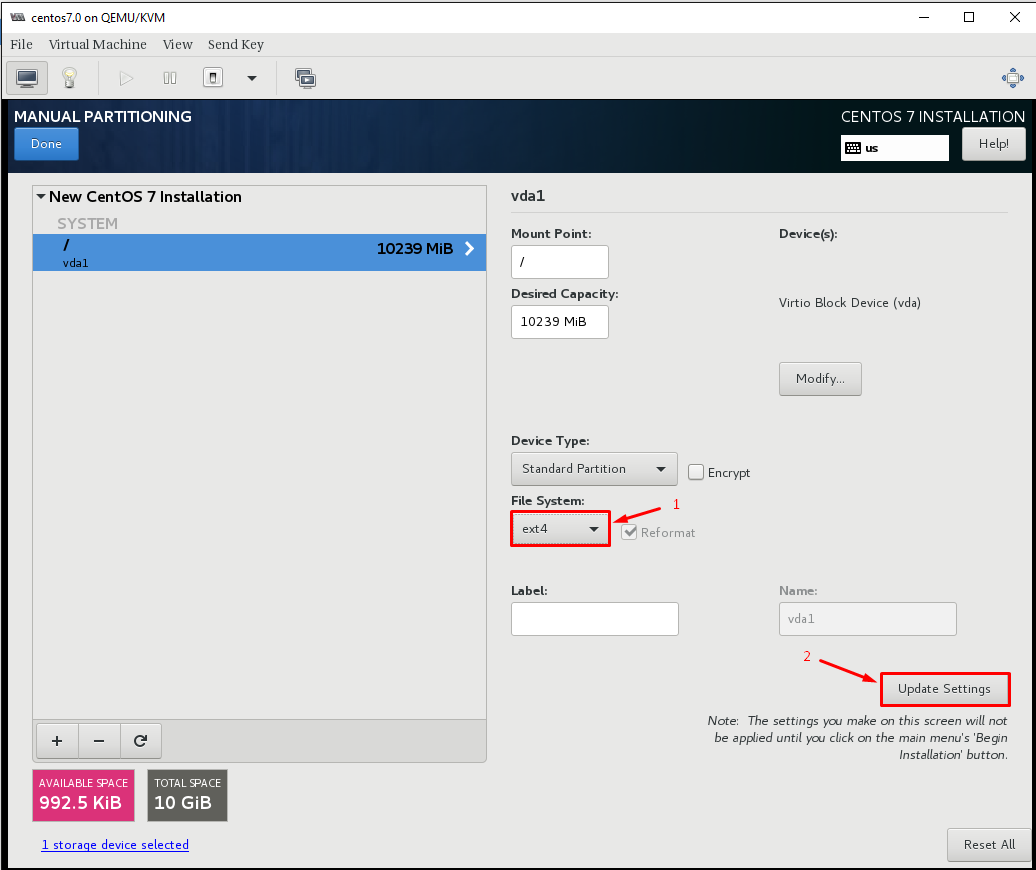 centos7.0 on QEMU/KVM
File Virtual Machine View Send Key
MANUAL PARTITIONING
CENTOS 7 INSTALLATION
Done
us
Help!
New CentOS 7 Installation
SYSTEM
/
10239 MiB
vda1
vda1
Mount Point:
Device(s):
/
Desired Capacity:
Virtio Block Device (vda)
10239 MiB
Modify...
Device Type:
Standard Partition
Encrypt
File System:
1
ext4
Reformat
Label:
Name:
vda1
2
Update Settings
Note: The settings you make on this screen will not
be applied until you click on the main menu's 'Begin
Installation' button.
AVAILABLE SPACE
992.5 KiB
TOTAL SPACE
10 GiB
1 storage device selected
Reset All